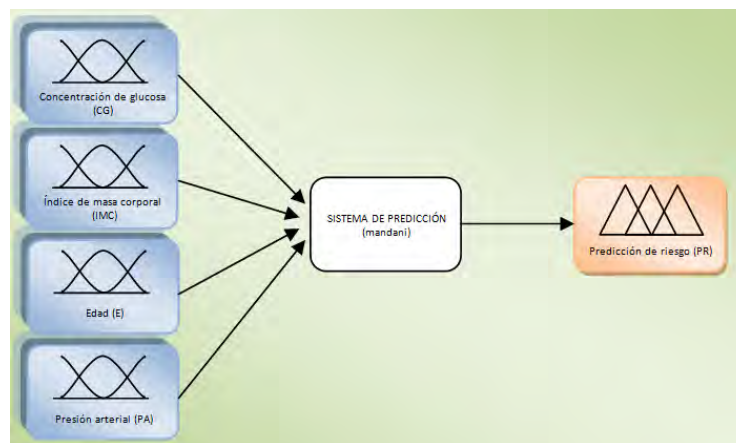 Concentración de glucosa
(CG)
Índice de masa corporal
(IMC)
Edad (E)
Presión arterial (PA)
SISTEMA DE PREDICCIÓN
(mandani)
Predicción de riesgo (PR)